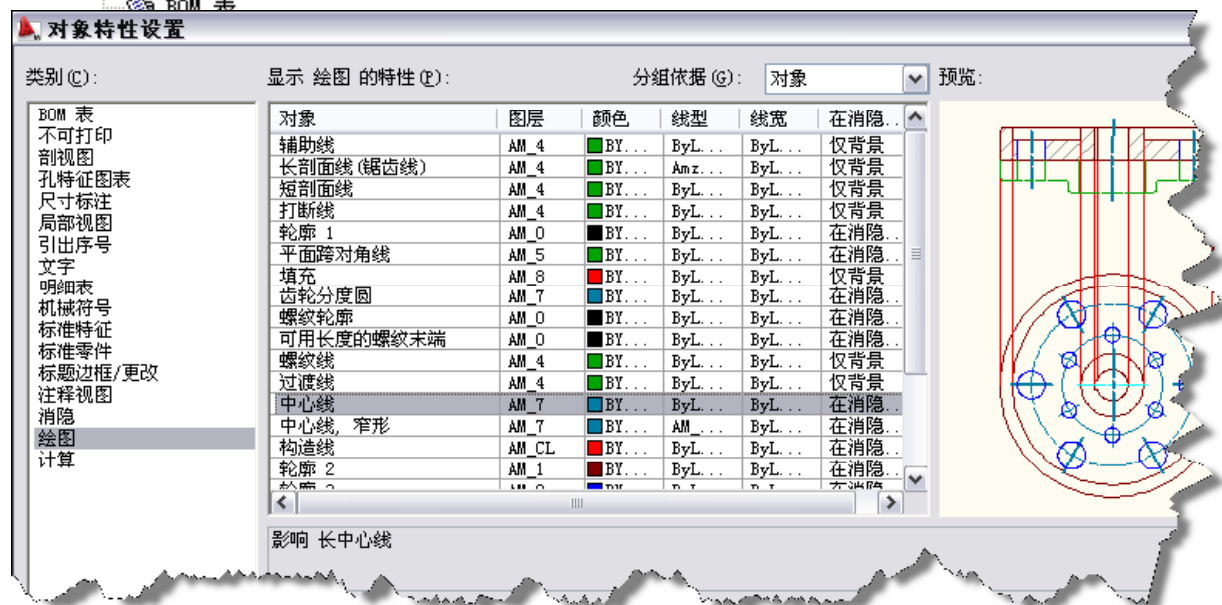 BOM 表
对象特性设置
类别(C):
显示 绘图 的特性(P):
分组依据(G):
对象
预览:
BOM 表
不可打印
剖视图
孔特征图表
尺寸标注
局部视图
引出序号
文字
明细表
机械符号
标准特征
标准零件
标题边框/更改
注释视图
消隐
绘图
计算
对象 图层 颜色 线型 线宽 在消隐..
辅助线 AM_4 BY... ByL... ByL... 仅背景
长剖面线(锯齿线) AM_4 BY... Amz... ByL... 仅背景
短剖面线 AM_4 BY... ByL... ByL... 仅背景
打断线 AM_4 BY... ByL... ByL... 仅背景
轮廓 1 AM_0 BY... ByL... ByL... 在消隐..
平面跨对角线 AM_5 BY... ByL... ByL... 在消隐..
填充 AM_8 BY... ByL... ByL... 仅背景
齿轮分度圆 AM_7 BY... ByL... ByL... 在消隐..
螺纹轮廓 AM_0 BY... ByL... ByL... 在消隐..
可用长度的螺纹末端 AM_0 BY... ByL... ByL... 在消隐..
螺纹线 AM_4 BY... ByL... ByL... 仅背景
过渡线 AM_4 BY... ByL... ByL... 仅背景
中心线 AM_7 BY... ByL... ByL... 在消隐..
中心线, 窄形 AM_7 BY... AM_... ByL... 在消隐..
构造线 AM_CL BY... ByL... ByL... 在消隐..
轮廓 2 AM_1 BY... ByL... ByL... 在消隐..
影响 长中心线